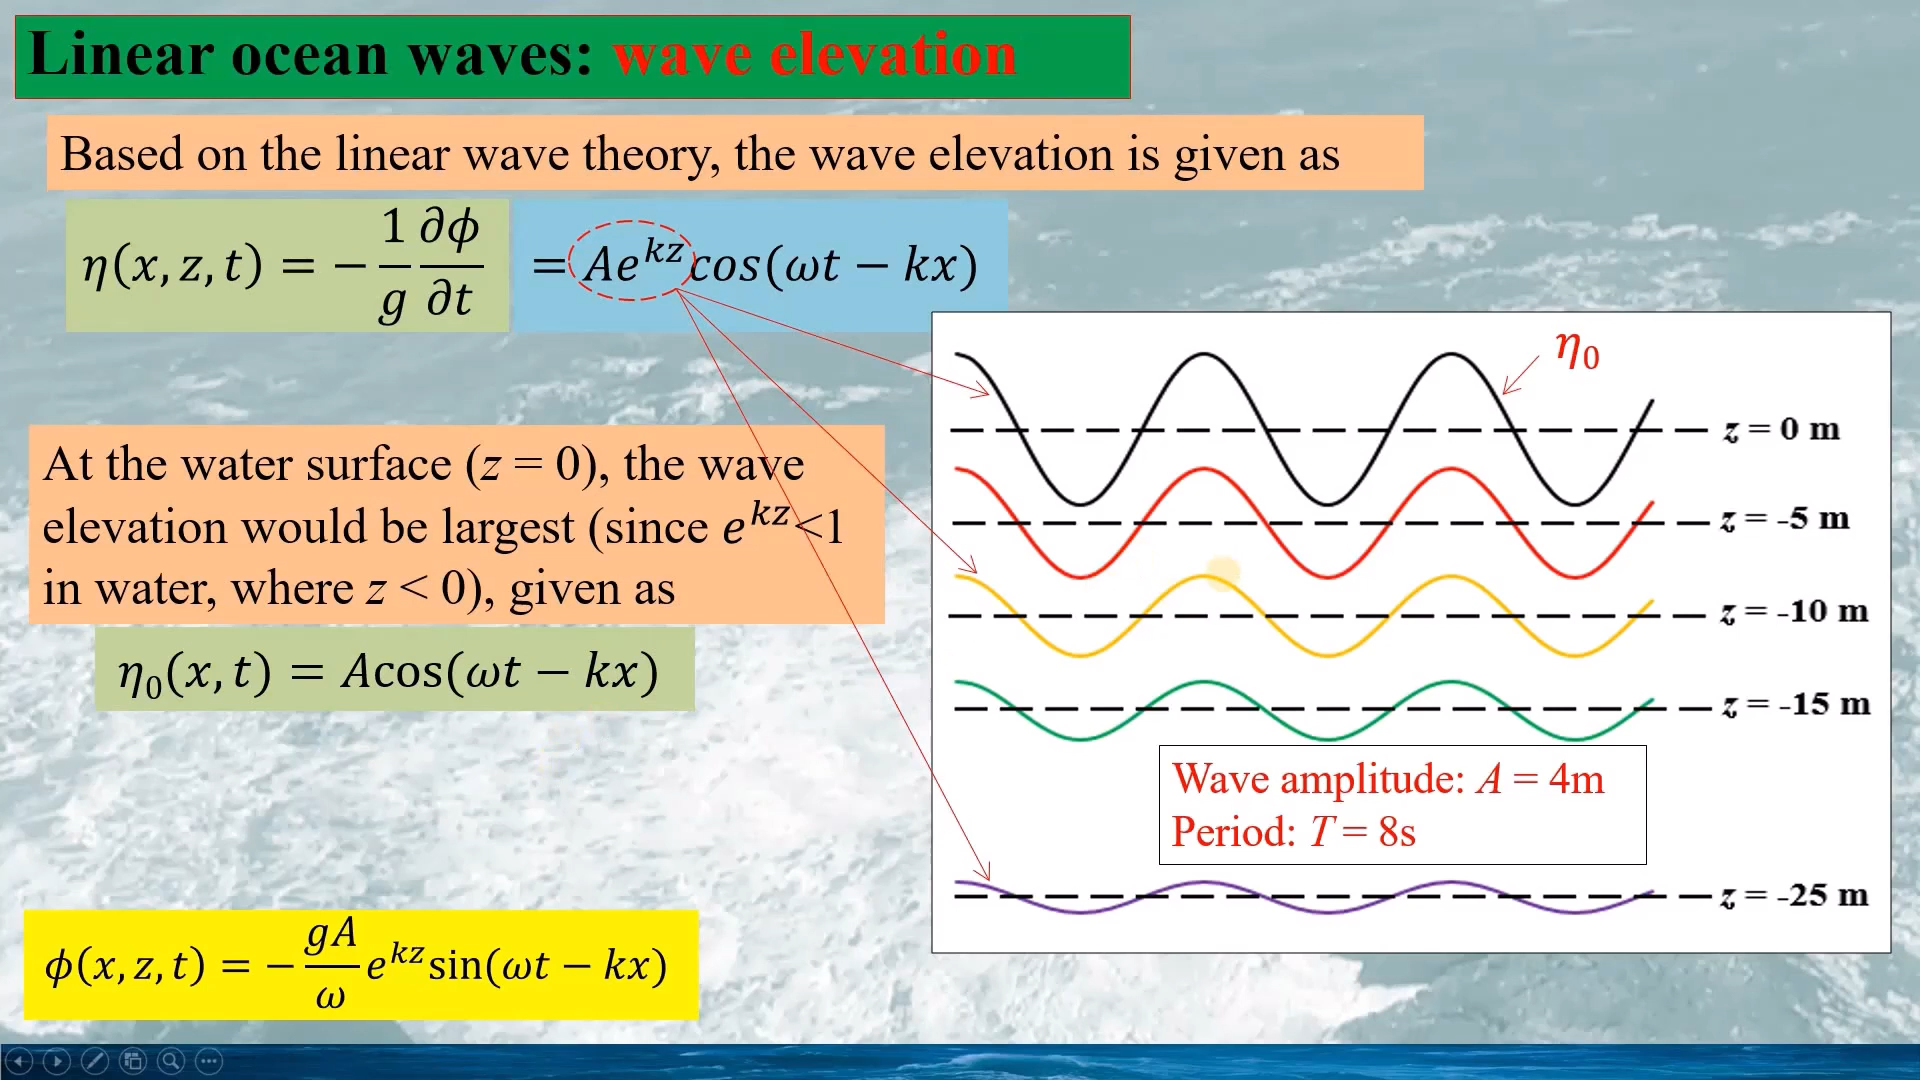 Linear ocean waves: wave elevation
Based on the linear wave theory, the wave elevation is given as
η(x, z, t) = −\frac{1}{g}\frac{∂ϕ}{∂t} = Ae^{kz}cos(ωt − kx)
η₀
z = 0 m
At the water surface (z = 0), the wave
elevation would be largest (since e^{kz}<1
in water, where z < 0), given as
z = -5 m
z = -10 m
η₀(x, t) = Acos(ωt − kx)
z = -15 m
Wave amplitude: A = 4m
Period: T = 8s
z = -25 m
ϕ(x, z, t) = −\frac{gA}{ω}e^{kz}sin(ωt − kx)